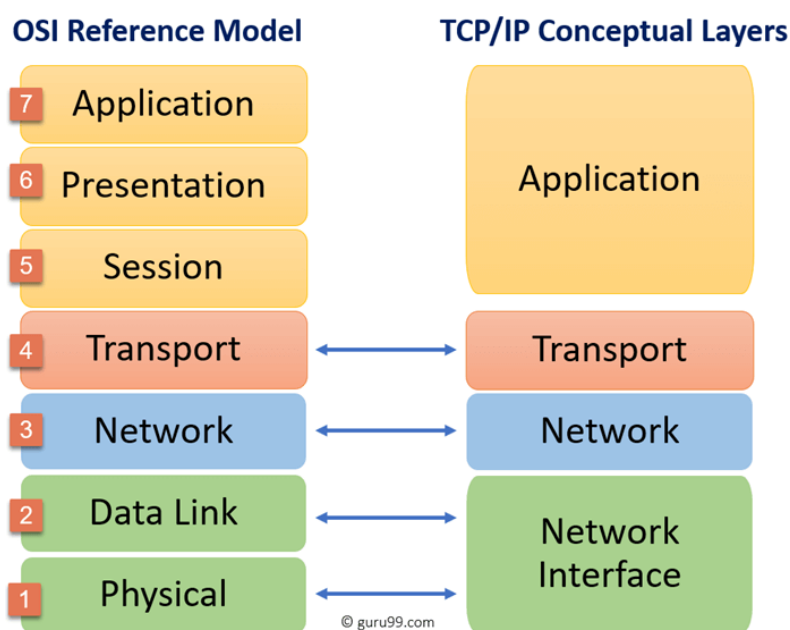 OSI Reference Model
TCP/IP Conceptual Layers
7 Application
6 Presentation
5 Session
4 Transport
3 Network
2 Data Link
1 Physical
Application
Transport
Network
Network
Interface
© guru99.com